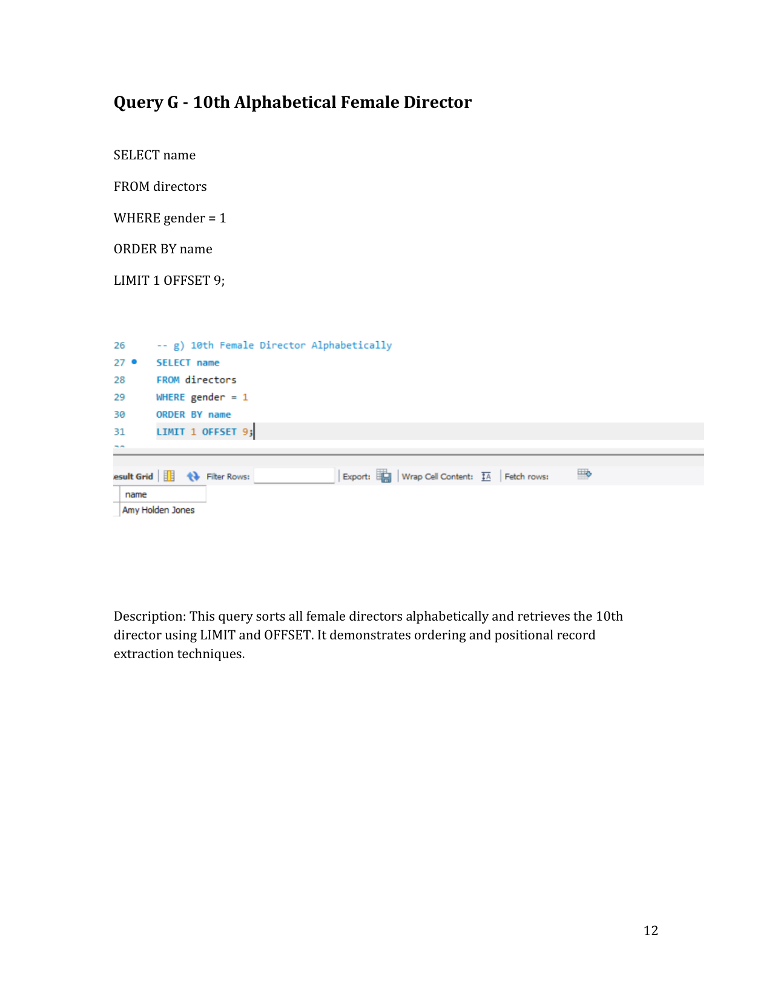 Query G - 10th Alphabetical Female Director
SELECT name
FROM directors
WHERE gender = 1
ORDER BY name
LIMIT 1 OFFSET 9;
26 -- g) 10th Female Director Alphabetically
27 SELECT name
28 FROM directors
29 WHERE gender = 1
30 ORDER BY name
31 LIMIT 1 OFFSET 9;
esult Grid Filter Rows: Export: Wrap Cell Content: Fetch rows:
name
Amy Holden Jones
Description: This query sorts all female directors alphabetically and retrieves the 10th
director using LIMIT and OFFSET. It demonstrates ordering and positional record
extraction techniques.
12